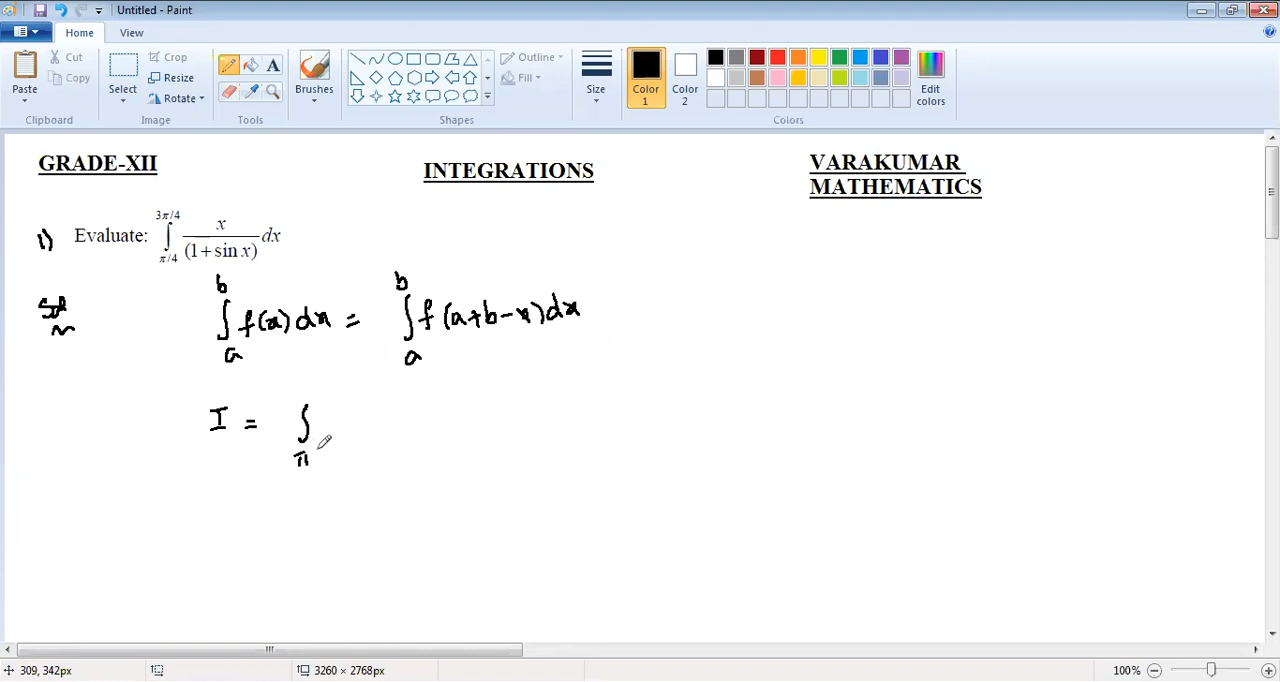 Untitled - Paint
Home View
Paste Cut Copy Select Crop Resize Rotate Brushes Outline Fill Size Color 1 Color 2 Edit colors
Clipboard Image Tools Shapes Colors
GRADE-XII INTEGRATIONS VARAKUMAR
MATHEMATICS
1) Evaluate: ∫_{π/4}^{3π/4} x/(1+sin x) dx
Sol
∫_a^b f(x) dx = ∫_a^b f(a+b-x) dx
I = ∫_π
309, 342px 3260 × 2768px 100%